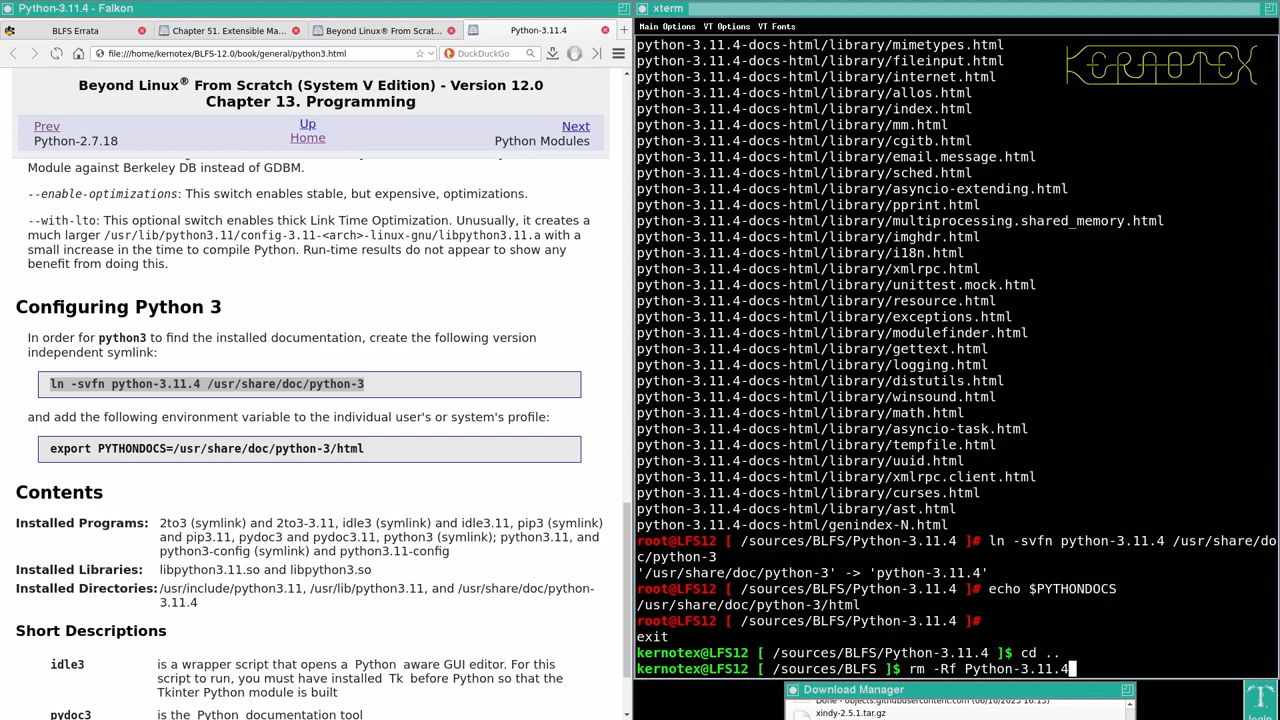 Python-3.11.4 - Falkon
BLFS Errata
Chapter 51. Extensible Ma...
Beyond Linux® From Scrat...
Python-3.11.4
file:///home/kernotex/BLFS-12.0/book/general/python3.html
DuckDuckGo
Beyond Linux® From Scratch (System V Edition) - Version 12.0
Chapter 13. Programming
Prev
Up
Next
Python-2.7.18
Home
Python Modules
Module against Berkeley DB instead of GDBM.
--enable-optimizations: This switch enables stable, but expensive, optimizations.
--with-lto: This optional switch enables thick Link Time Optimization. Unusually, it creates a
much larger /usr/lib/python3.11/config-3.11-<arch>-linux-gnu/libpython3.11.a with a
small increase in the time to compile Python. Run-time results do not appear to show any
benefit from doing this.
Configuring Python 3
In order for python3 to find the installed documentation, create the following version
independent symlink:
ln -svfn python-3.11.4 /usr/share/doc/python-3
and add the following environment variable to the individual user's or system's profile:
export PYTHONDOCS=/usr/share/doc/python-3/html
Contents
Installed Programs: 2to3 (symlink) and 2to3-3.11, idle3 (symlink) and idle3.11, pip3 (symlink)
and pip3.11, pydoc3 and pydoc3.11, python3 (symlink); python3.11, and
python3-config (symlink) and python3.11-config
Installed Libraries: libpython3.11.so and libpython3.so
Installed Directories: /usr/include/python3.11, /usr/lib/python3.11, and /usr/share/doc/python-
3.11.4
Short Descriptions
idle3 is a wrapper script that opens a Python aware GUI editor. For this
script to run, you must have installed Tk before Python so that the
Tkinter Python module is built
pydoc3 is the Python documentation tool
xterm
Main Options VT Options VT Fonts
KERNOTEX
python-3.11.4-docs-html/library/mimetypes.html
python-3.11.4-docs-html/library/fileinput.html
python-3.11.4-docs-html/library/internet.html
python-3.11.4-docs-html/library/allos.html
python-3.11.4-docs-html/library/index.html
python-3.11.4-docs-html/library/mm.html
python-3.11.4-docs-html/library/cgitb.html
python-3.11.4-docs-html/library/email.message.html
python-3.11.4-docs-html/library/sched.html
python-3.11.4-docs-html/library/asyncio-extending.html
python-3.11.4-docs-html/library/pprint.html
python-3.11.4-docs-html/library/multiprocessing.shared_memory.html
python-3.11.4-docs-html/library/imghdr.html
python-3.11.4-docs-html/library/i18n.html
python-3.11.4-docs-html/library/xmlrpc.html
python-3.11.4-docs-html/library/unittest.mock.html
python-3.11.4-docs-html/library/resource.html
python-3.11.4-docs-html/library/exceptions.html
python-3.11.4-docs-html/library/modulefinder.html
python-3.11.4-docs-html/library/gettext.html
python-3.11.4-docs-html/library/logging.html
python-3.11.4-docs-html/library/distutils.html
python-3.11.4-docs-html/library/winsound.html
python-3.11.4-docs-html/library/math.html
python-3.11.4-docs-html/library/asyncio-task.html
python-3.11.4-docs-html/library/tempfile.html
python-3.11.4-docs-html/library/uuid.html
python-3.11.4-docs-html/library/xmlrpc.client.html
python-3.11.4-docs-html/library/curses.html
python-3.11.4-docs-html/library/ast.html
python-3.11.4-docs-html/genindex-N.html
root@LFS12 [ /sources/BLFS/Python-3.11.4 ]# ln -svfn python-3.11.4 /usr/share/do
c/python-3
'/usr/share/doc/python-3' -> 'python-3.11.4'
root@LFS12 [ /sources/BLFS/Python-3.11.4 ]# echo $PYTHONDOCS
/usr/share/doc/python-3/html
root@LFS12 [ /sources/BLFS/Python-3.11.4 ]#
exit
kernotex@LFS12 [ /sources/BLFS/Python-3.11.4 ]$ cd ..
kernotex@LFS12 [ /sources/BLFS ]$ rm -Rf Python-3.11.4
Download Manager
Done - objects.githubusercontent.com (06/10/2023 16:13)
xindy-2.5.1.tar.gz
login